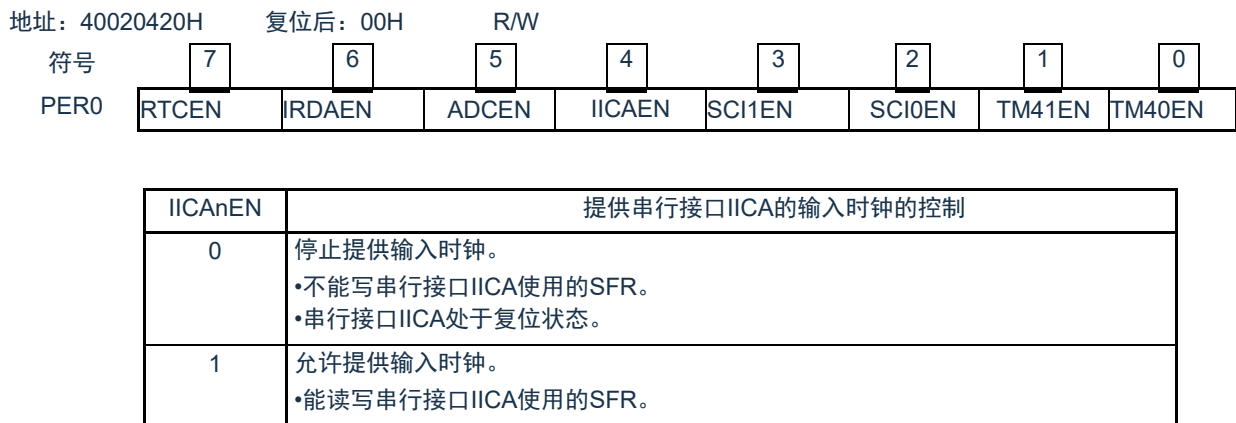 地址：40020420H 复位后：00H R/W
符号 7 6 5 4 3 2 1 0
PER0 RTCEN IRDAEN ADCEN IICAEN SCI1EN SCI0EN TM41EN TM40EN
IICAnEN 提供串行接口IICA的输入时钟的控制
0 停止提供输入时钟。
•不能写串行接口IICA使用的SFR。
•串行接口IICA处于复位状态。
1 允许提供输入时钟。
•能读写串行接口IICA使用的SFR。